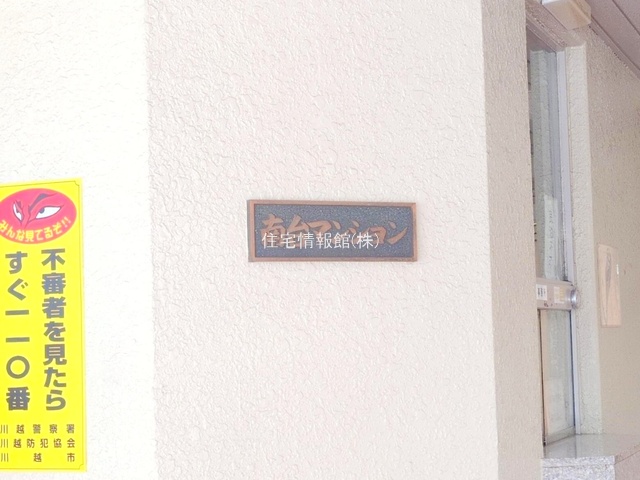 みんな見てるぞ!!
不審者を見たら
すぐ一一〇番
川越警察署
川越防犯協会
川越市
南台マンション
住宅情報館(株)